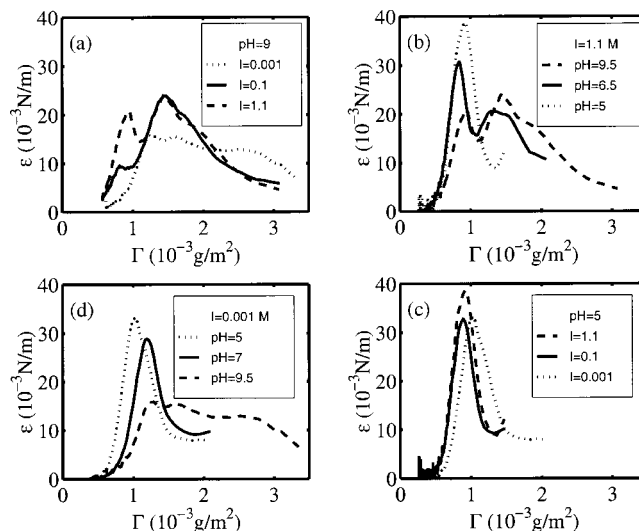 (a)
pH=9
I=0.001
I=0.1
I=1.1
40
30
20
10
0
ε (10⁻³N/m)
0 1 2 3
Γ (10⁻³g/m²)
(b)
I=1.1 M
pH=9.5
pH=6.5
pH=5
40
30
20
10
0
ε (10⁻³N/m)
0 1 2 3
Γ (10⁻³g/m²)
(d)
I=0.001 M
pH=5
pH=7
pH=9.5
40
30
20
10
0
ε (10⁻³N/m)
0 1 2 3
Γ (10⁻³g/m²)
(c)
pH=5
I=1.1
I=0.1
I=0.001
40
30
20
10
0
ε (10⁻³N/m)
0 1 2 3
Γ (10⁻³g/m²)